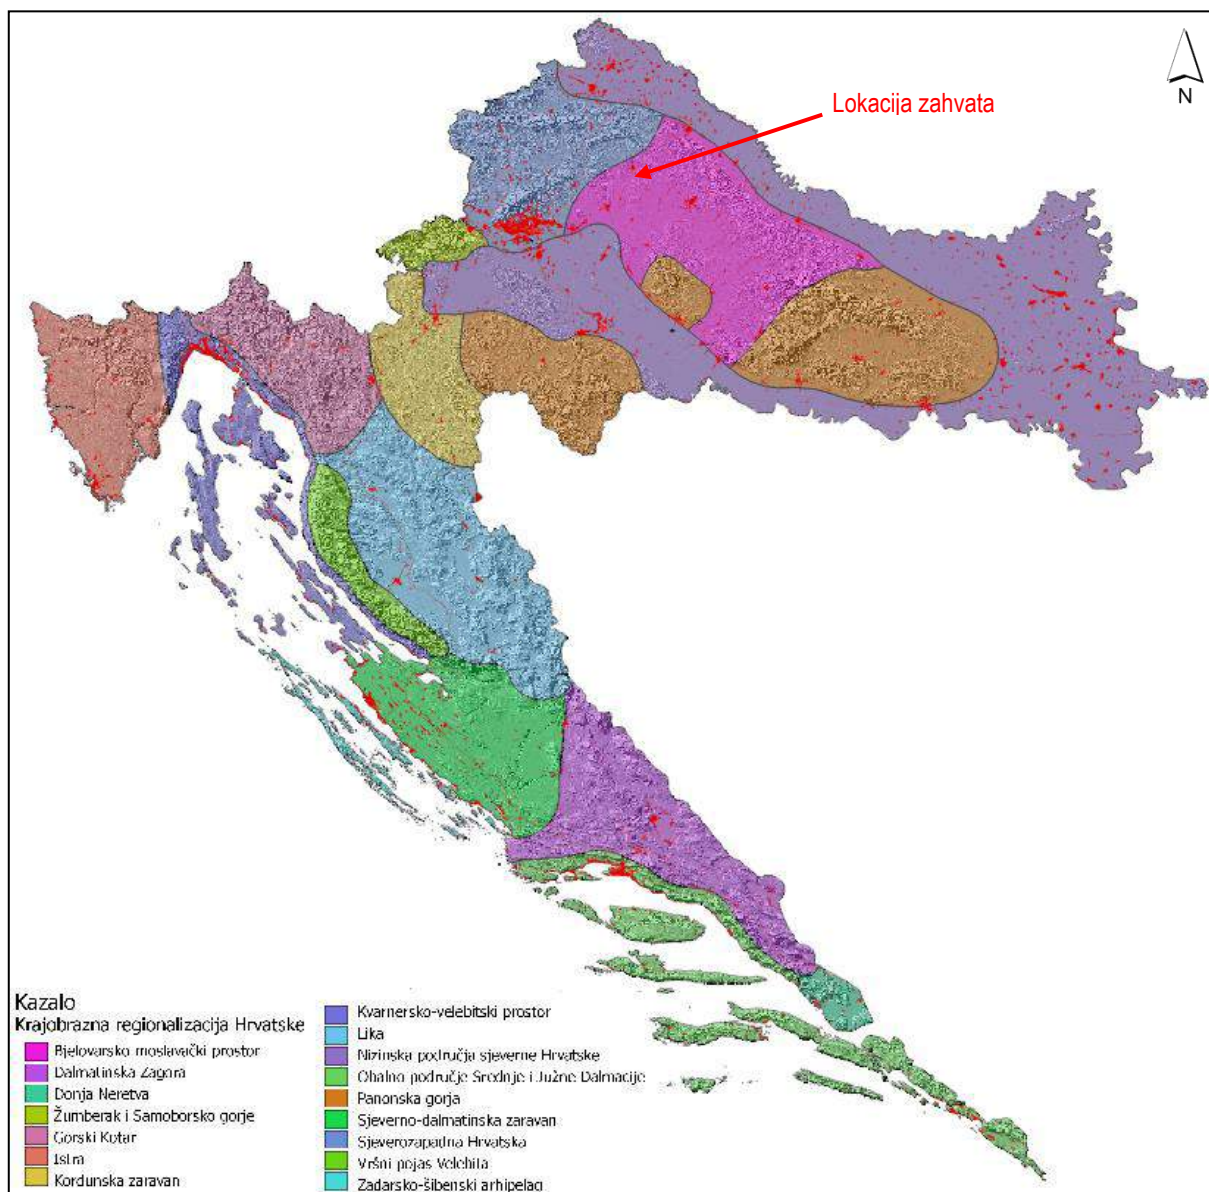 Lokacija zahvata
N
Kazalo
Krajobrazna regionalizacija Hrvatske
Bjelovarsko moslavački prostor
Dalmatinska Zagora
Donja Neretva
Žumberak i Samoborsko gorje
Gorski Kotar
Istra
Kordunska zaravan
Kvarnersko-velebitski prostor
Lika
Nizinska područja sjeverne Hrvatske
Obalno područje Srednje i Južne Dalmacije
Panonska gorja
Sjeverno-dalmatinska zaravan
Sjeverozapadna Hrvatska
Vršni pojas Velebita
Zadarsko-šibenski arhipelag